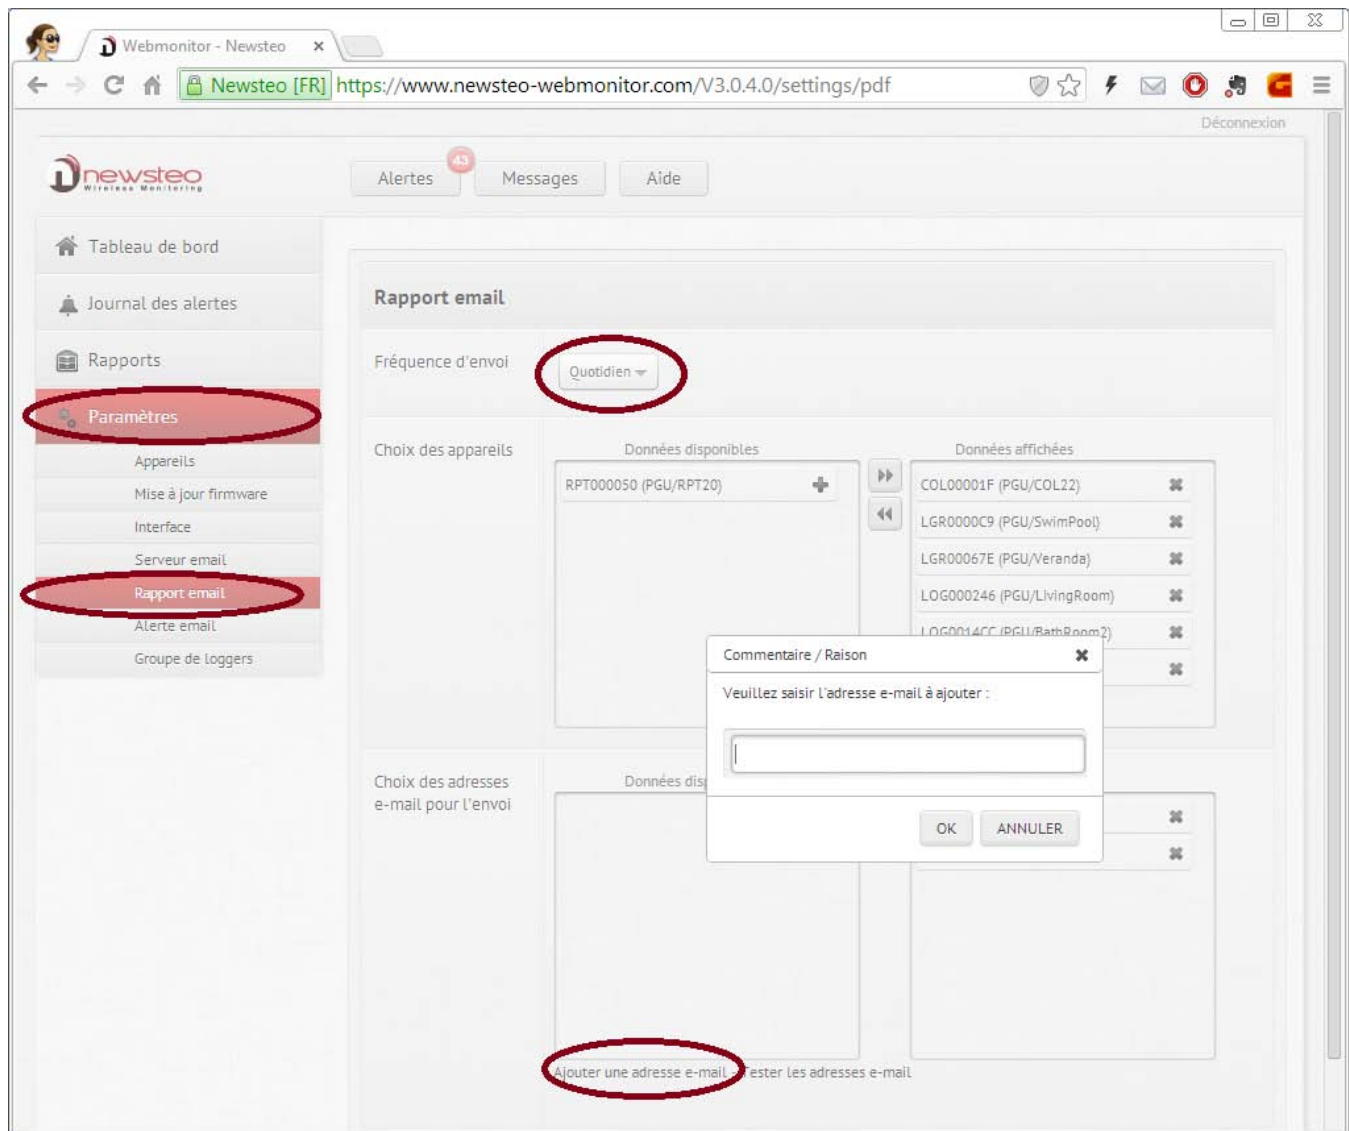 Webmonitor - Newsteo
Newsteo [FR] https://www.newsteo-webmonitor.com/V3.0.4.0/settings/pdf
Déconnexion
newsteo
Wireless Monitoring
Alertes
43
Messages
Aide
Tableau de bord
Journal des alertes
Rapports
Paramètres
Appareils
Mise à jour firmware
Interface
Serveur email
Rapport email
Alerte email
Groupe de loggers
Rapport email
Fréquence d'envoi
Quotidien
Choix des appareils
Données disponibles
RPT000050 (PGU/RPT20)
Données affichées
COL00001F (PGU/COL22)
LGR0000C9 (PGU/SwimPool)
LGR00067E (PGU/Veranda)
LOG000246 (PGU/LivingRoom)
LOG0014CC (PGU/BathRoom2)
Commentaire / Raison
Veuillez saisir l'adresse e-mail à ajouter :
OK
ANNULER
Choix des adresses
e-mail pour l'envoi
Données
Ajouter une adresse e-mail - Tester les adresses e-mail